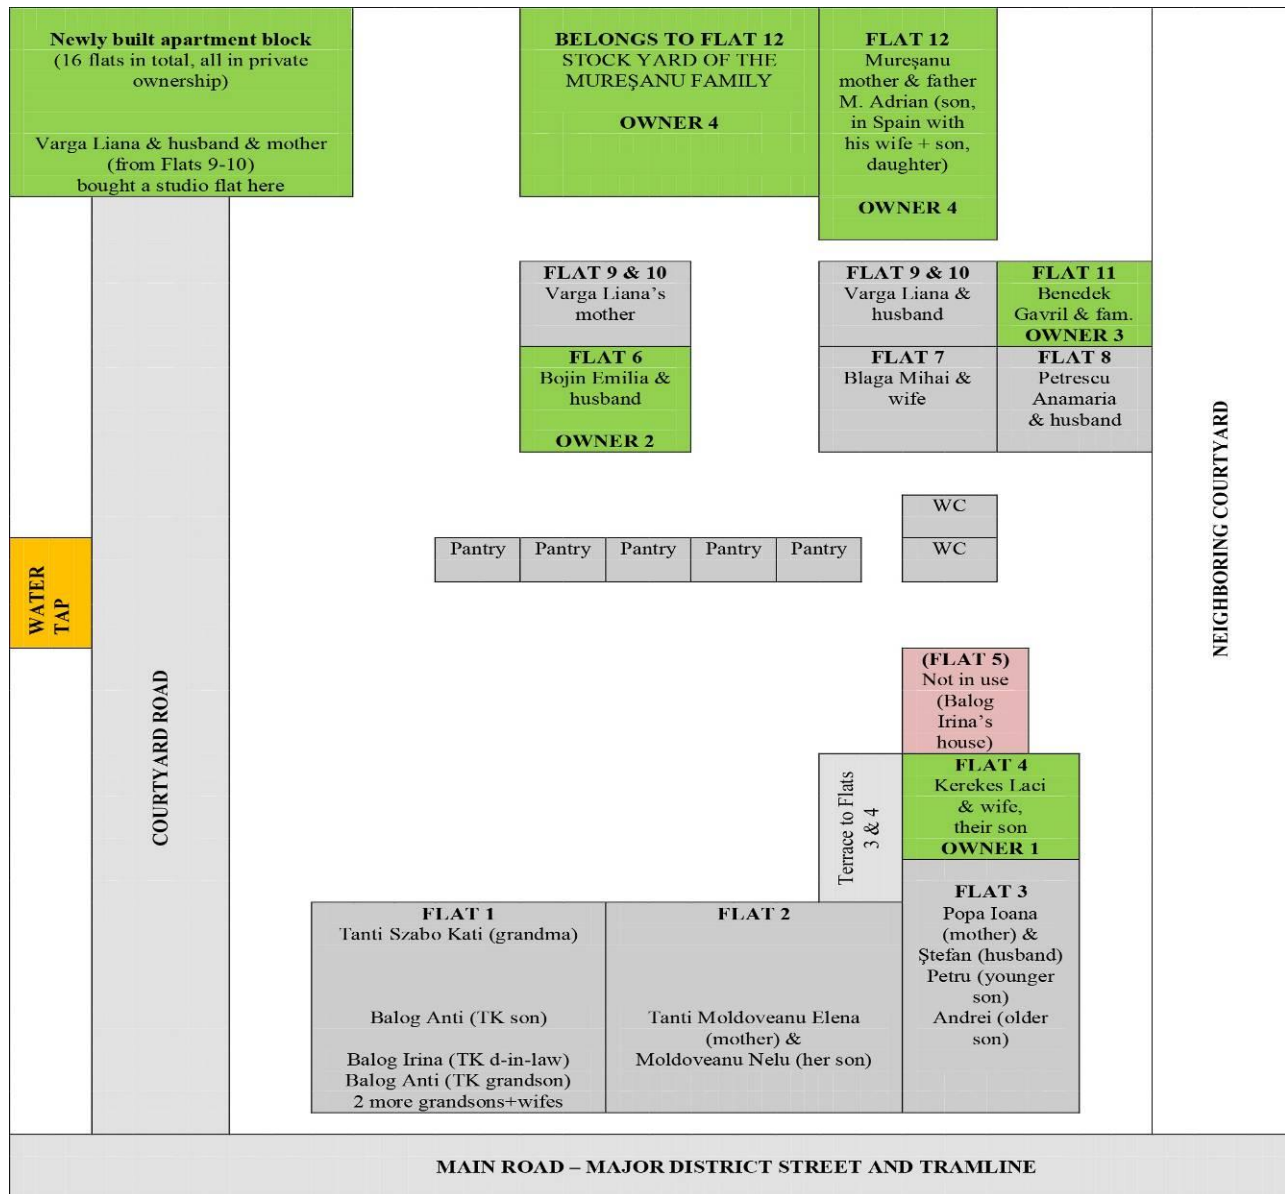 Newly built apartment block
(16 flats in total, all in private
ownership)
Varga Liana & husband & mother
(from Flats 9-10)
bought a studio flat here
BELONGS TO FLAT 12
STOCK YARD OF THE
MUREŞANU FAMILY
OWNER 4
FLAT 12
Mureşanu
mother & father
M. Adrian (son,
in Spain with
his wife + son,
daughter)
OWNER 4
FLAT 9 & 10
Varga Liana’s
mother
FLAT 9 & 10
Varga Liana &
husband
FLAT 11
Benedek
Gavril & fam.
OWNER 3
FLAT 6
Bojin Emilia &
husband
OWNER 2
FLAT 7
Blaga Mihai &
wife
FLAT 8
Petrescu
Anamaria
& husband
NEIGHBORING COURTYARD
WC
WC
Pantry
Pantry
Pantry
Pantry
Pantry
WATER
TAP
COURTYARD ROAD
(FLAT 5)
Not in use
(Balog
Irina’s
house)
Terrace to Flats
3 & 4
FLAT 4
Kerekes Laci
& wife,
their son
OWNER 1
FLAT 1
Tanti Szabo Kati (grandma)
Balog Anti (TK son)
Balog Irina (TK d-in-law)
Balog Anti (TK grandson)
2 more grandsons+wifes
FLAT 2
Tanti Moldoveanu Elena
(mother) &
Moldoveanu Nelu (her son)
FLAT 3
Popa Ioana
(mother) &
Ştefan (husband)
Petru (younger
son)
Andrei (older
son)
MAIN ROAD – MAJOR DISTRICT STREET AND TRAMLINE